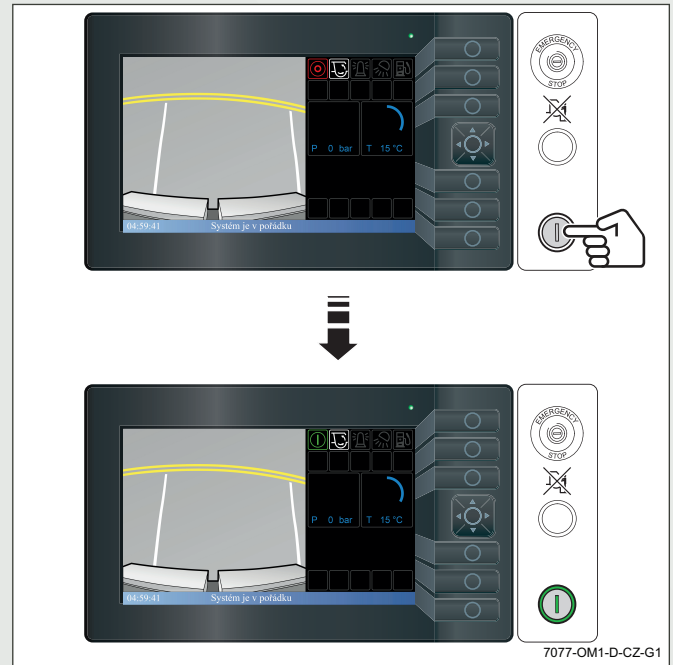 EMERGENCY
STOP
P 0 bar T 15 °C
04:59:41 Systém je v pořádku
EMERGENCY
STOP
P 0 bar T 15 °C
04:59:41 Systém je v pořádku
7077-OM1-D-CZ-G1